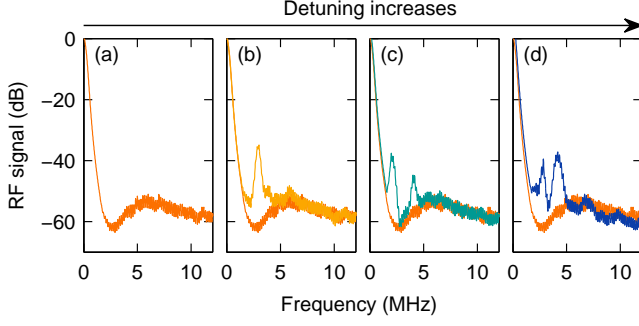 Detuning increases
RF signal (dB)
0
−20
−40
−60
(a) (b) (c) (d)
0 5 10 0 5 10 0 5 10 0 5 10
Frequency (MHz)